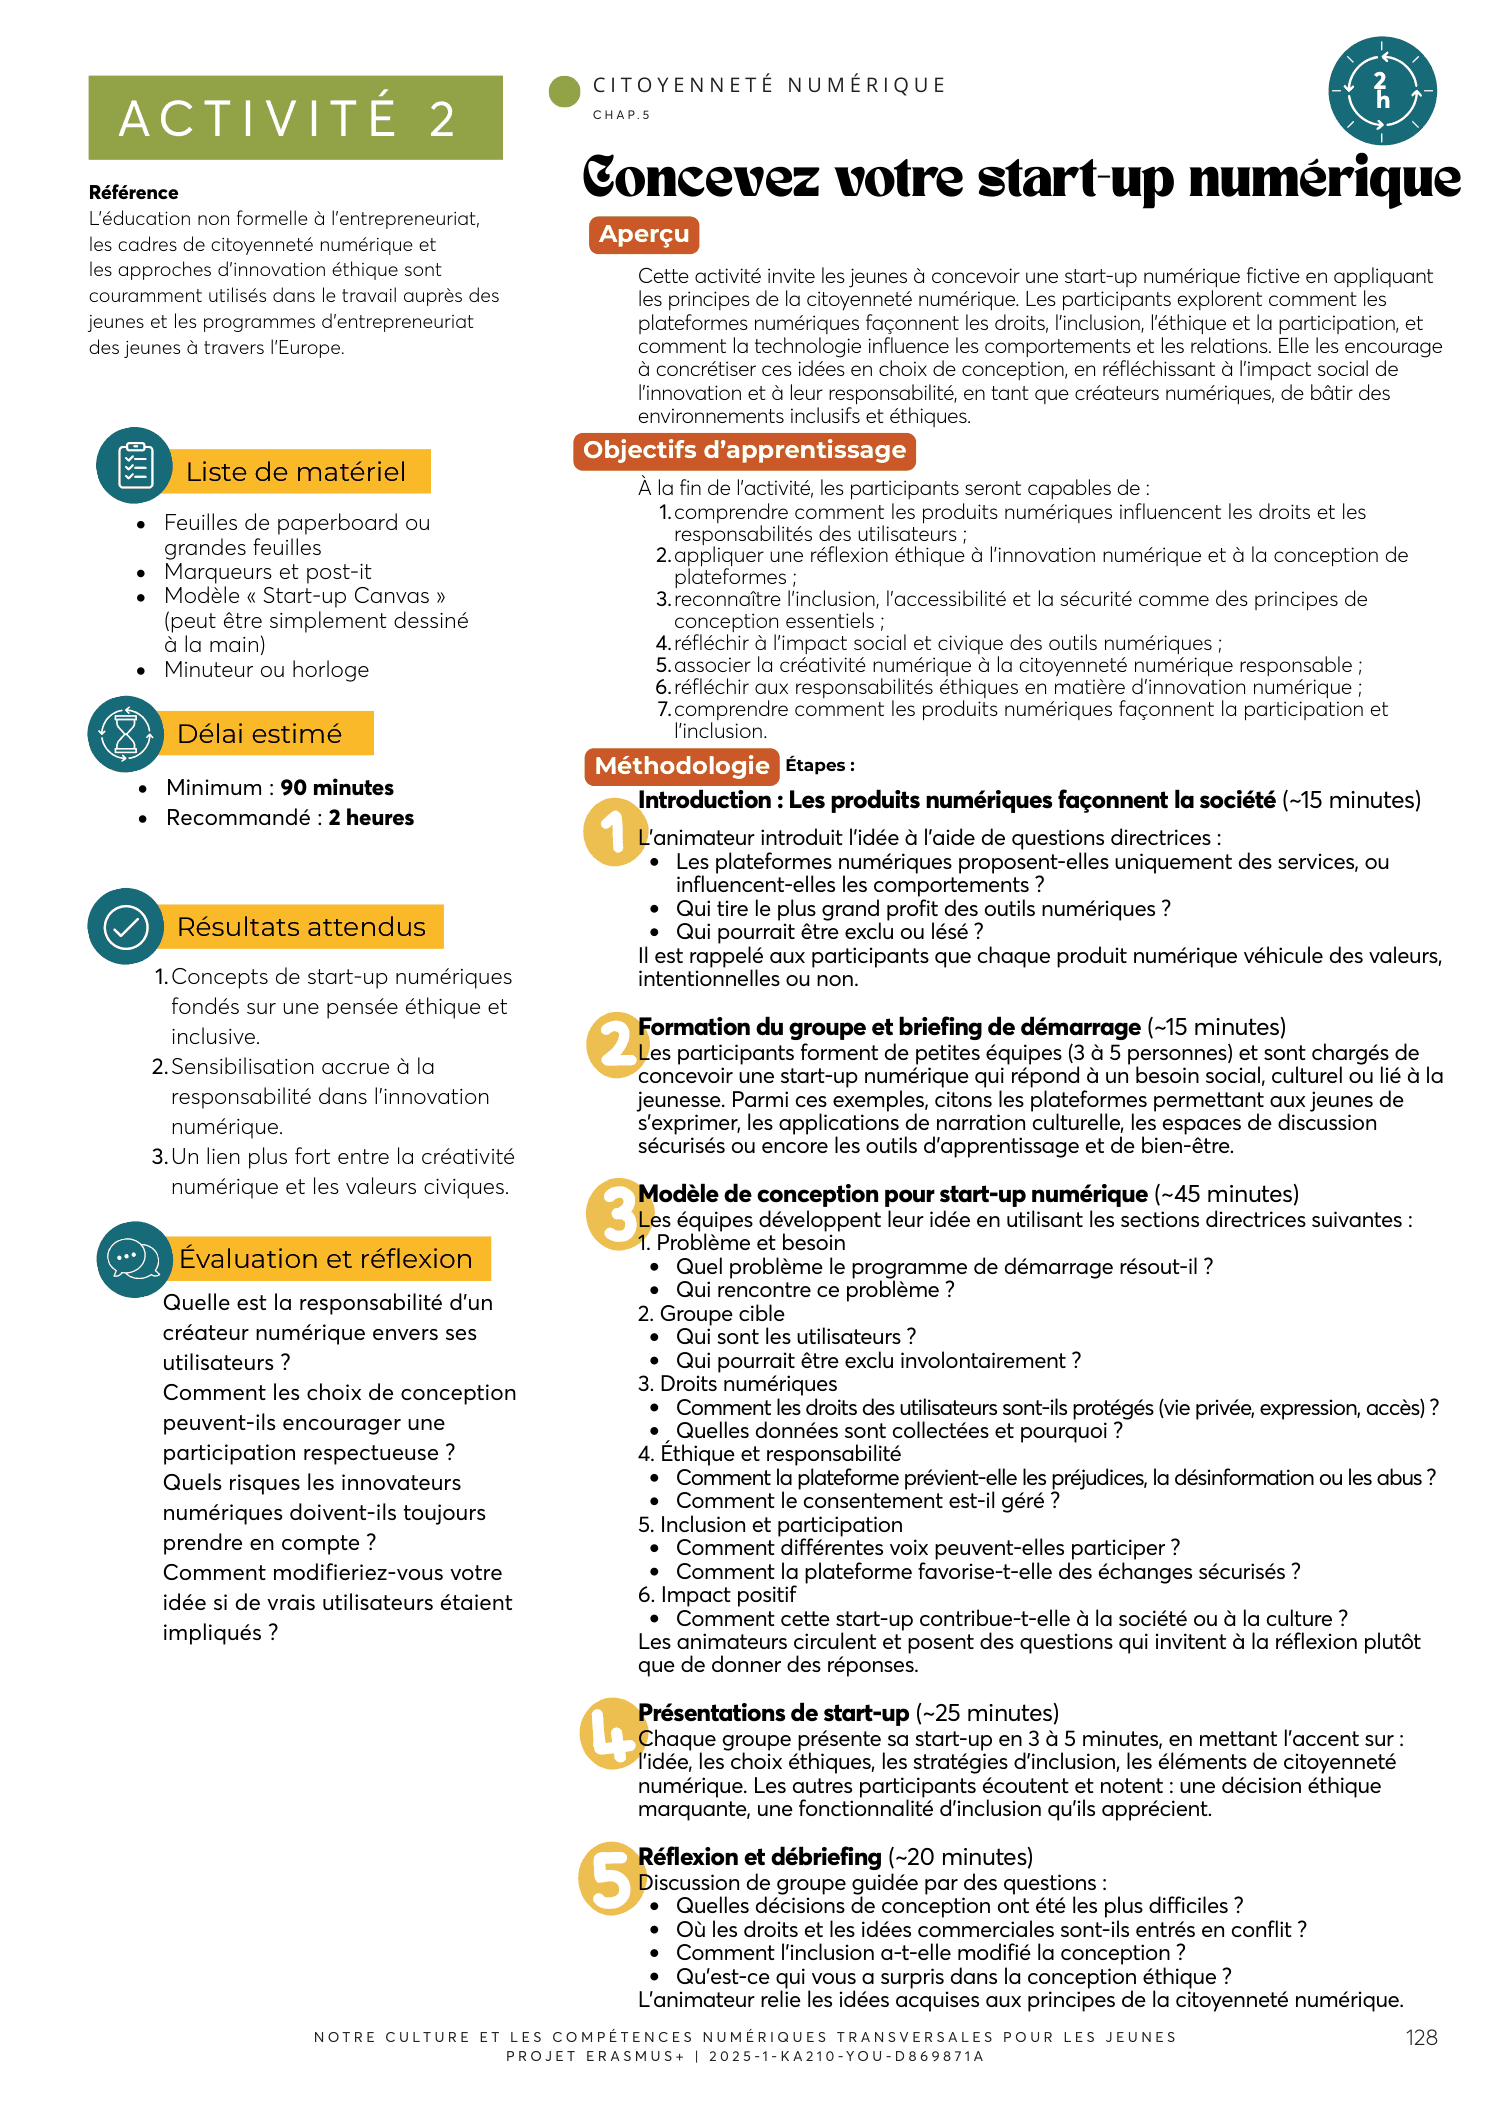 ACTIVITÉ 2
Référence
L'éducation non formelle à l'entrepreneuriat,
les cadres de citoyenneté numérique et
les approches d'innovation éthique sont
couramment utilisés dans le travail auprès des
jeunes et les programmes d'entrepreneuriat
des jeunes à travers l'Europe.
Liste de matériel
• Feuilles de paperboard ou
grandes feuilles
• Marqueurs et post-it
• Modèle « Start-up Canvas »
(peut être simplement dessiné
à la main)
• Minuteur ou horloge
Délai estimé
• Minimum : 90 minutes
• Recommandé : 2 heures
Résultats attendus
1. Concepts de start-up numériques
fondés sur une pensée éthique et
inclusive.
2. Sensibilisation accrue à la
responsabilité dans l'innovation
numérique.
3. Un lien plus fort entre la créativité
numérique et les valeurs civiques.
Évaluation et réflexion
Quelle est la responsabilité d'un
créateur numérique envers ses
utilisateurs ?
Comment les choix de conception
peuvent-ils encourager une
participation respectueuse ?
Quels risques les innovateurs
numériques doivent-ils toujours
prendre en compte ?
Comment modifieriez-vous votre
idée si de vrais utilisateurs étaient
impliqués ?
CITOYENNETÉ NUMÉRIQUE
CHAP.5
2
h
Concevez votre start-up numérique
Aperçu
Cette activité invite les jeunes à concevoir une start-up numérique fictive en appliquant
les principes de la citoyenneté numérique. Les participants explorent comment les
plateformes numériques façonnent les droits, l'inclusion, l'éthique et la participation, et
comment la technologie influence les comportements et les relations. Elle les encourage
à concrétiser ces idées en choix de conception, en réfléchissant à l'impact social de
l'innovation et à leur responsabilité, en tant que créateurs numériques, de bâtir des
environnements inclusifs et éthiques.
Objectifs d'apprentissage
À la fin de l'activité, les participants seront capables de :
1. comprendre comment les produits numériques influencent les droits et les
responsabilités des utilisateurs ;
2. appliquer une réflexion éthique à l'innovation numérique et à la conception de
plateformes ;
3. reconnaître l'inclusion, l'accessibilité et la sécurité comme des principes de
conception essentiels ;
4. réfléchir à l'impact social et civique des outils numériques ;
5. associer la créativité numérique à la citoyenneté numérique responsable ;
6. réfléchir aux responsabilités éthiques en matière d'innovation numérique ;
7. comprendre comment les produits numériques façonnent la participation et
l'inclusion.
Méthodologie Étapes :
1 Introduction : Les produits numériques façonnent la société (~15 minutes)
L'animateur introduit l'idée à l'aide de questions directrices :
• Les plateformes numériques proposent-elles uniquement des services, ou
influencent-elles les comportements ?
• Qui tire le plus grand profit des outils numériques ?
• Qui pourrait être exclu ou lésé ?
Il est rappelé aux participants que chaque produit numérique véhicule des valeurs,
intentionnelles ou non.
2 Formation du groupe et briefing de démarrage (~15 minutes)
Les participants forment de petites équipes (3 à 5 personnes) et sont chargés de
concevoir une start-up numérique qui répond à un besoin social, culturel ou lié à la
jeunesse. Parmi ces exemples, citons les plateformes permettant aux jeunes de
s'exprimer, les applications de narration culturelle, les espaces de discussion
sécurisés ou encore les outils d'apprentissage et de bien-être.
3 Modèle de conception pour start-up numérique (~45 minutes)
Les équipes développent leur idée en utilisant les sections directrices suivantes :
1. Problème et besoin
• Quel problème le programme de démarrage résout-il ?
• Qui rencontre ce problème ?
2. Groupe cible
• Qui sont les utilisateurs ?
• Qui pourrait être exclu involontairement ?
3. Droits numériques
• Comment les droits des utilisateurs sont-ils protégés (vie privée, expression, accès) ?
• Quelles données sont collectées et pourquoi ?
4. Éthique et responsabilité
• Comment la plateforme prévient-elle les préjudices, la désinformation ou les abus ?
• Comment le consentement est-il géré ?
5. Inclusion et participation
• Comment différentes voix peuvent-elles participer ?
• Comment la plateforme favorise-t-elle des échanges sécurisés ?
6. Impact positif
• Comment cette start-up contribue-t-elle à la société ou à la culture ?
Les animateurs circulent et posent des questions qui invitent à la réflexion plutôt
que de donner des réponses.
4 Présentations de start-up (~25 minutes)
Chaque groupe présente sa start-up en 3 à 5 minutes, en mettant l'accent sur :
l'idée, les choix éthiques, les stratégies d'inclusion, les éléments de citoyenneté
numérique. Les autres participants écoutent et notent : une décision éthique
marquante, une fonctionnalité d'inclusion qu'ils apprécient.
5 Réflexion et débriefing (~20 minutes)
Discussion de groupe guidée par des questions :
• Quelles décisions de conception ont été les plus difficiles ?
• Où les droits et les idées commerciales sont-ils entrés en conflit ?
• Comment l'inclusion a-t-elle modifié la conception ?
• Qu'est-ce qui vous a surpris dans la conception éthique ?
L'animateur relie les idées acquises aux principes de la citoyenneté numérique.
NOTRE CULTURE ET LES COMPÉTENCES NUMÉRIQUES TRANSVERSALES POUR LES JEUNES
PROJET ERASMUS+ | 2025-1-KA210-YOU-D869871A
128